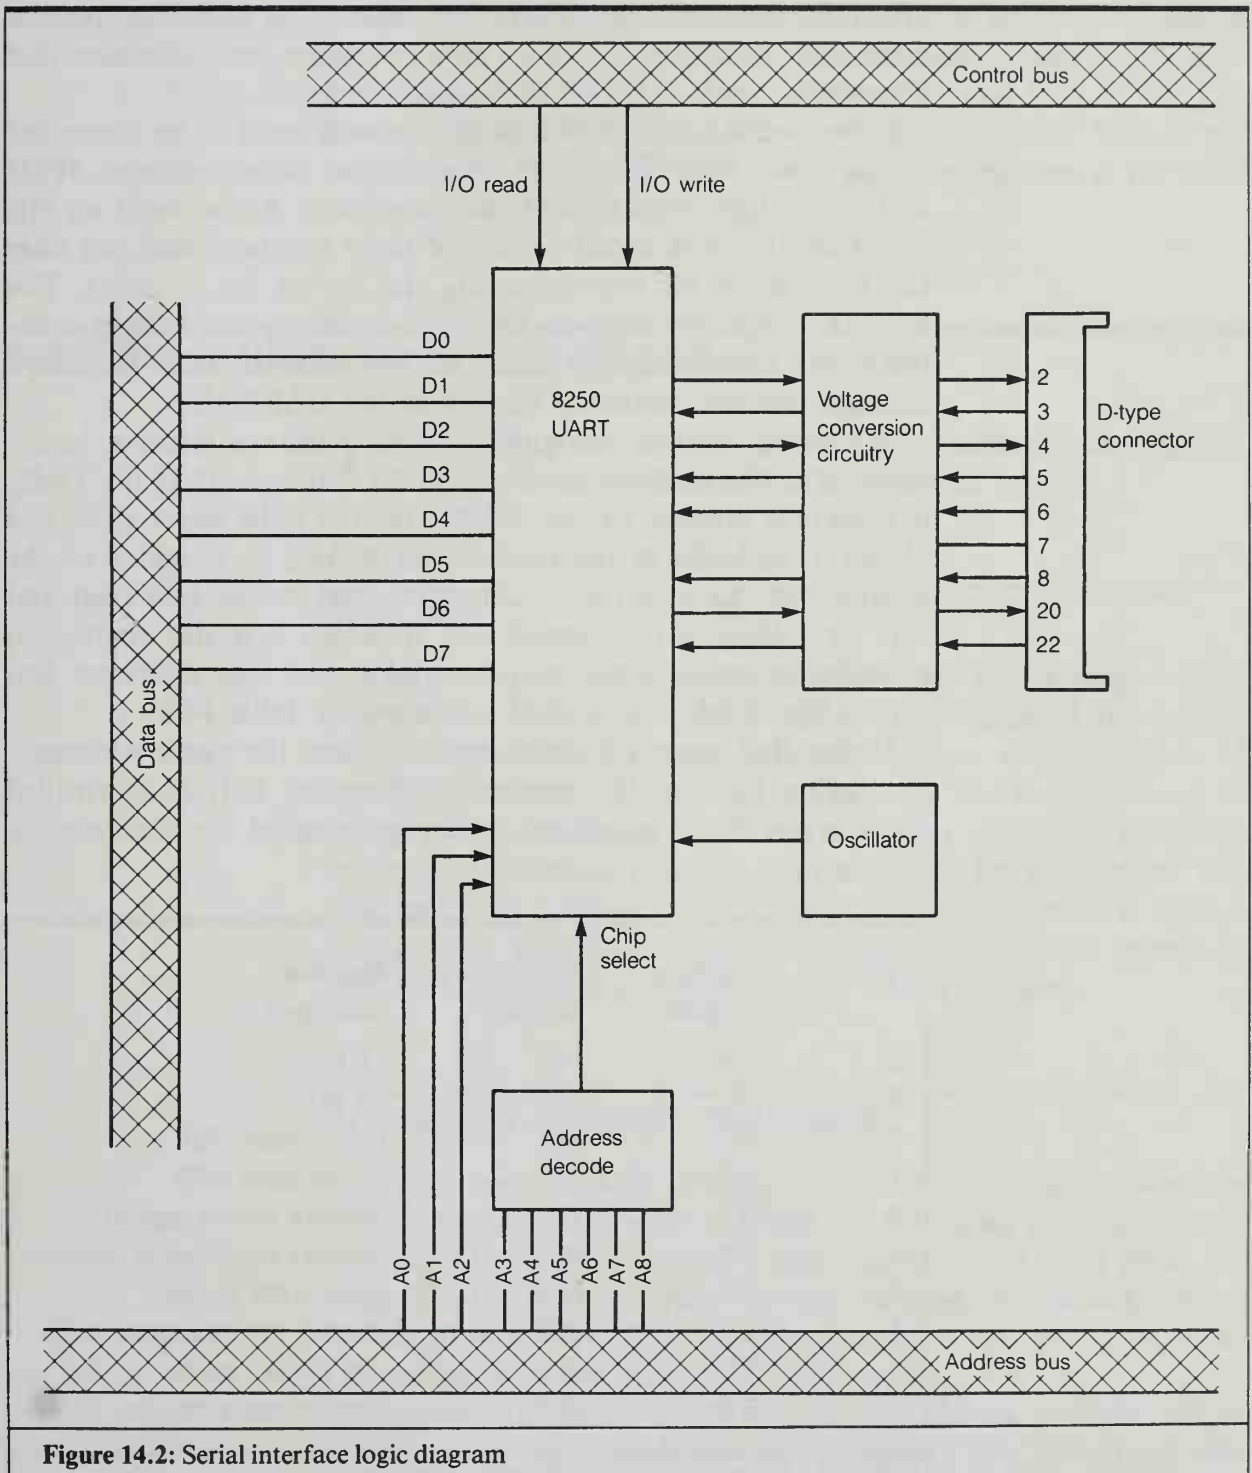 Control bus
I/O read
I/O write
D0
D1
D2
D3
D4
D5
D6
D7
8250
UART
Voltage
conversion
circuitry
2
3
4
5
6
7
8
20
22
D-type
connector
Data bus
Oscillator
Chip
select
Address
decode
A0
A1
A2
A3
A4
A5
A6
A7
A8
Address bus
Figure 14.2: Serial interface logic diagram